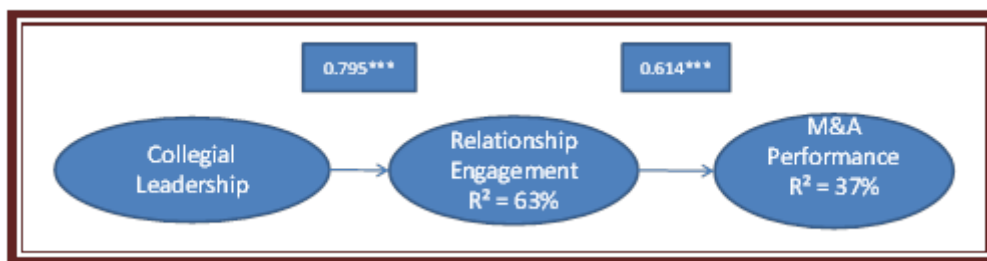 0.795***
0.614***
Collegial
Leadership
Relationship
Engagement
R² = 63%
M&A
Performance
R² = 37%